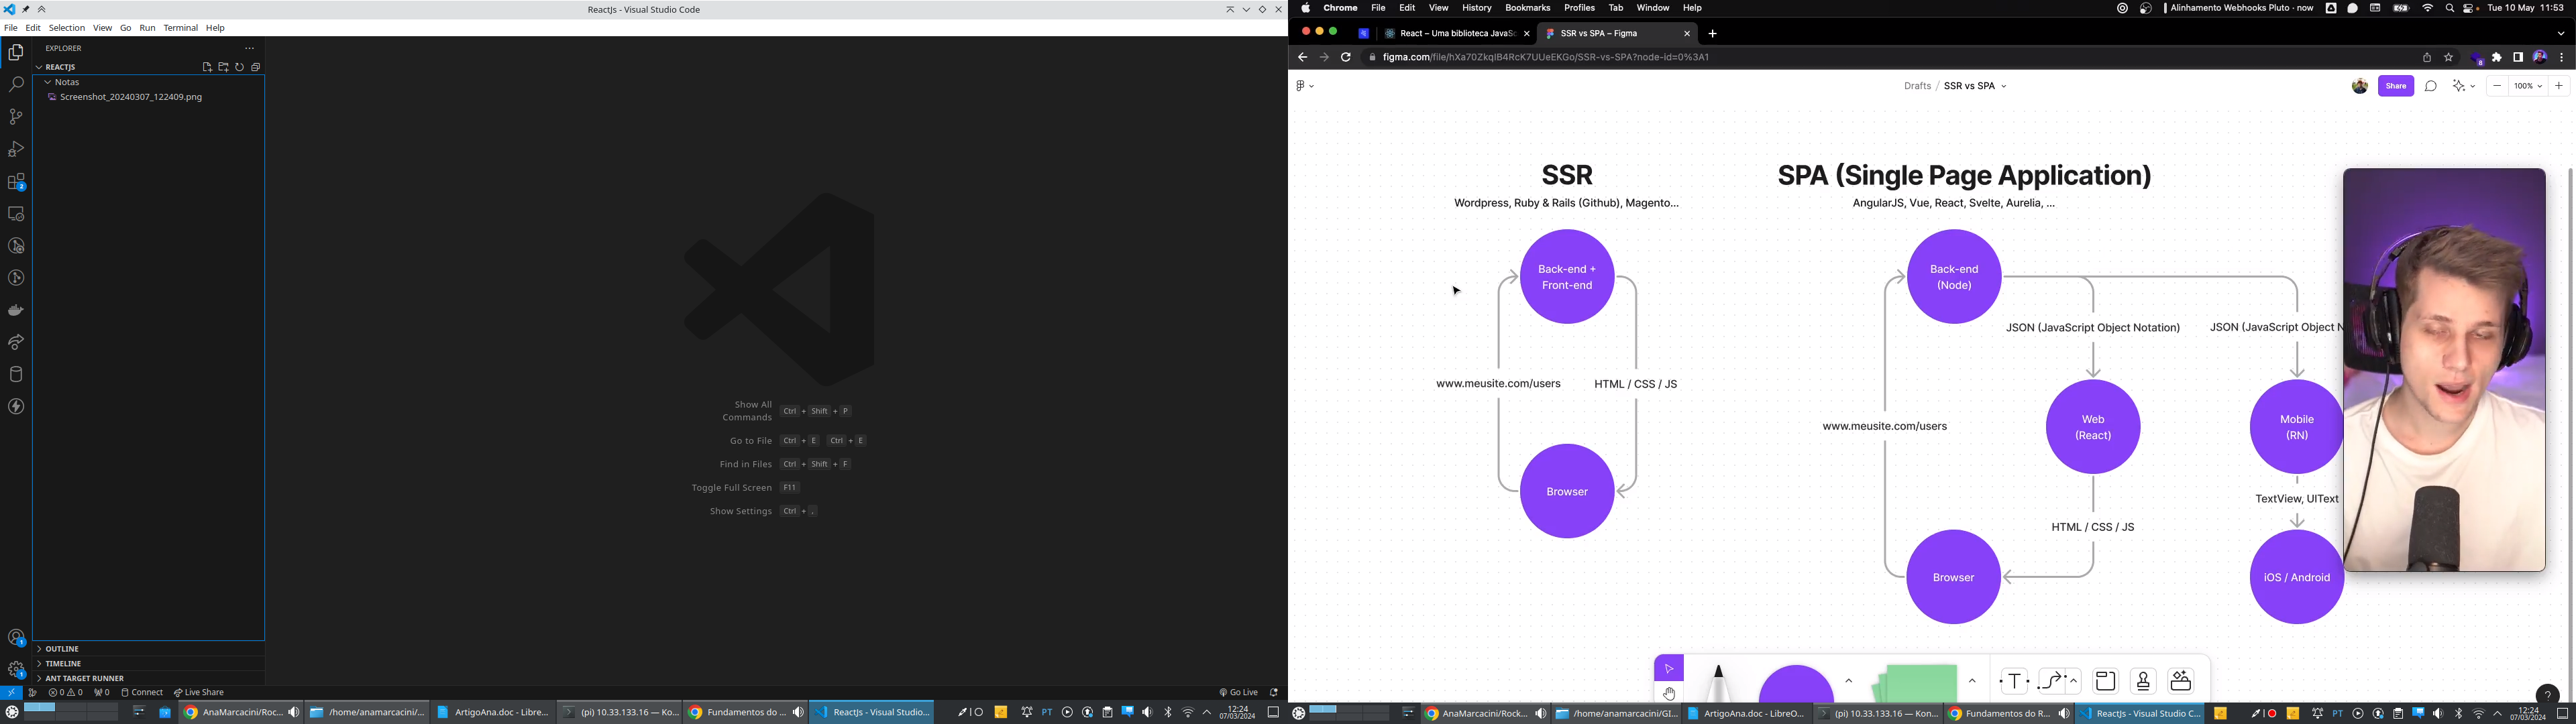 ReactJs - Visual Studio Code
File Edit Selection View Go Run Terminal Help
EXPLORER
REACTJS
Notas
Screenshot_20240307_122409.png
Show All Commands Ctrl + Shift + P
Go to File Ctrl + E Ctrl + E
Find in Files Ctrl + Shift + F
Toggle Full Screen F11
Show Settings Ctrl + ,
OUTLINE
TIMELINE
ANT TARGET RUNNER
2
1
1
0 0 0 Connect Live Share Go Live
AnaMarcacini/Roc... /home/anamarcacini/... ArtigoAna.doc - Libre... (pi) 10.33.133.16 — Ko... Fundamentos do ... ReactJs - Visual Studio... PT 12:24
07/03/2024
Chrome File Edit View History Bookmarks Profiles Tab Window Help Alinhamento Webhooks Pluto · now Tue 10 May 11:53
React – Uma biblioteca JavaSc SSR vs SPA – Figma
figma.com/file/hXa70ZkqIB4RcK7UUeEKGo/SSR-vs-SPA?node-id=0%3A1
8
Drafts / SSR vs SPA Share 100%
SSR
Wordpress, Ruby & Rails (Github), Magento...
Back-end +
Front-end
www.meusite.com/users HTML / CSS / JS
Browser
SPA (Single Page Application)
AngularJS, Vue, React, Svelte, Aurelia, ...
Back-end
(Node)
JSON (JavaScript Object Notation) JSON (JavaScript Object N
www.meusite.com/users
Web
(React)
Mobile
(RN)
TextView, UIText
HTML / CSS / JS
Browser
iOS / Android
T
?
AnaMarcacini/Rock... /home/anamarcacini/GI... ArtigoAna.doc - LibreO... (pi) 10.33.133.16 — Kon... Fundamentos do R... ReactJs - Visual Studio C... PT 12:24
07/03/2024